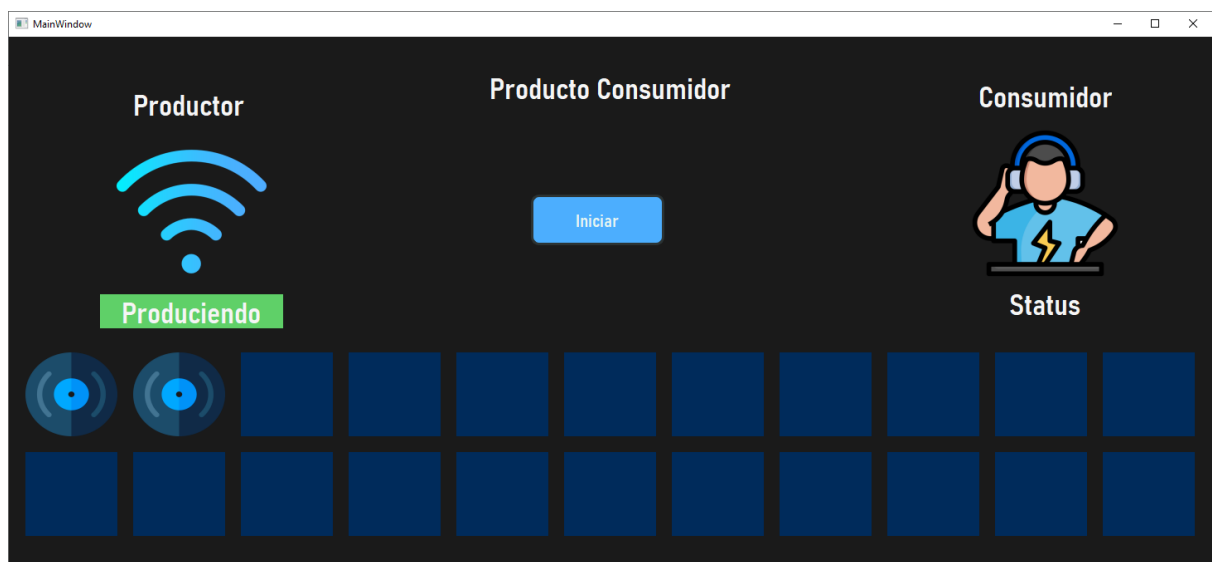 MainWindow
Producto Consumidor
Productor
Consumidor
Iniciar
Produciendo
Status